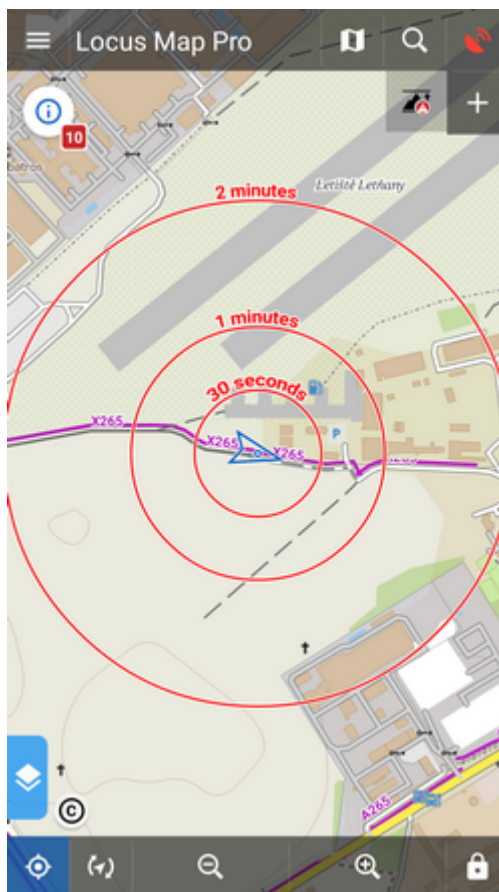 Locus Map Pro
10
2 minutes
Letiště Letňany
1 minutes
30 seconds
X265
X265
X265
P
A265
©